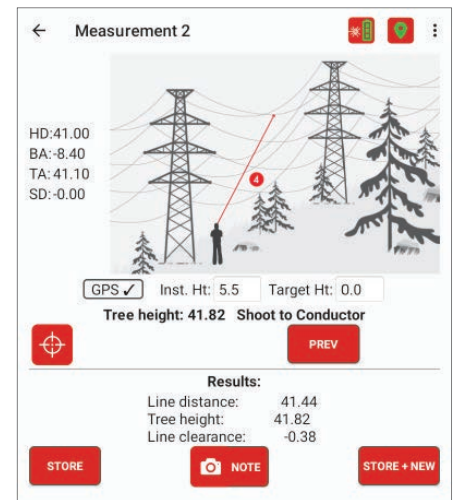 ← Measurement 2
HD:41.00
BA:-8.40
TA:41.10
SD:-0.00
4
GPS ✓ Inst. Ht: 5.5 Target Ht: 0.0
Tree height: 41.82 Shoot to Conductor
PREV
Results:
Line distance: 41.44
Tree height: 41.82
Line clearance: -0.38
STORE NOTE STORE + NEW